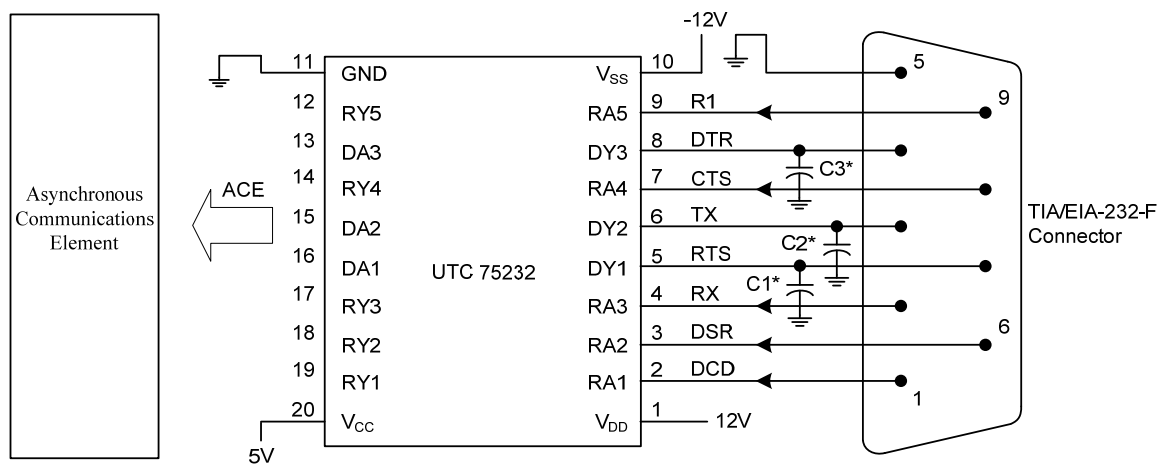 -12V
11 GND VSS 10 5
12 RY5 RA5 9 R1 9
13 DA3 DY3 8 DTR
C3*
14 RY4 RA4 7 CTS
ACE
15 DA2 DY2 6 TX
C2*
16 DA1 DY1 5 RTS
C1*
17 RY3 RA3 4 RX
18 RY2 RA2 3 DSR 6
19 RY1 RA1 2 DCD 1
20 VCC VDD 1 12V
5V
Asynchronous
Communications
Element
UTC 75232
TIA/EIA-232-F
Connector